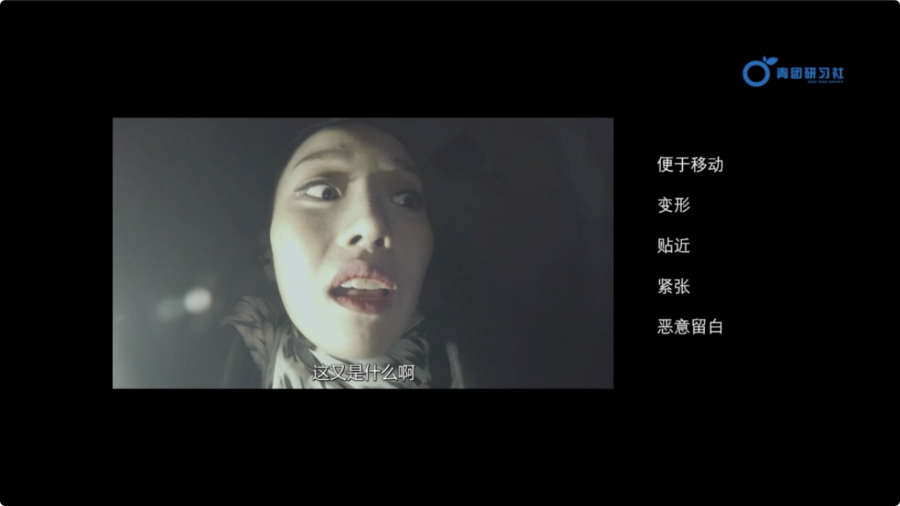 青团研习社
便于移动
变形
贴近
紧张
恶意留白
这又是什么啊